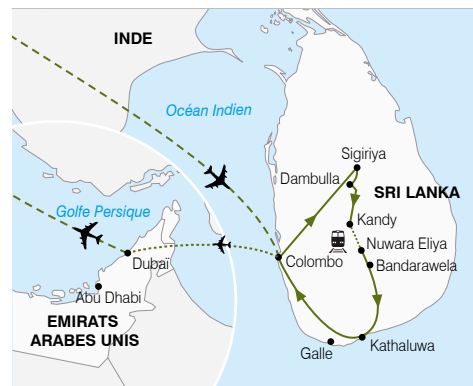 INDE
Océan Indien
Sigiriya
Dambulla
SRI LANKA
Golfe Persique
Kandy
Nuwara Eliya
Dubai
Colombo
Bandarawela
Abu Dhabi
EMIRATS
ARABES UNIS
Galle
Kathaluwa